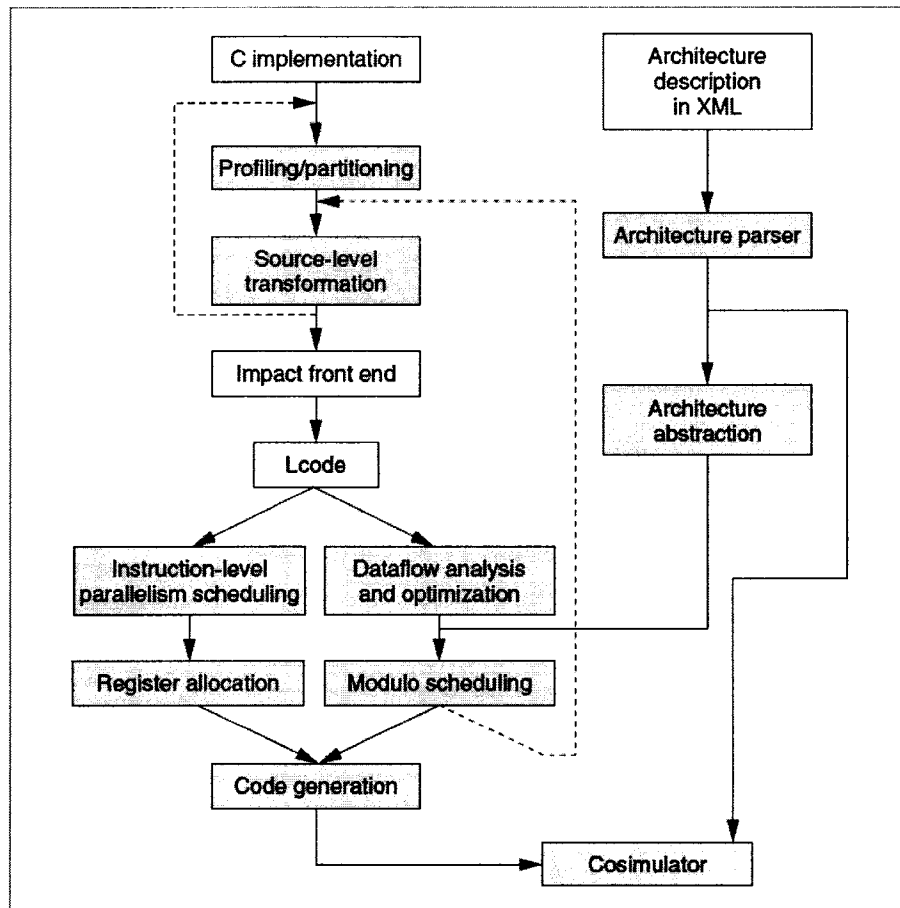 C implementation
Architecture
description
in XML
Profiling/partitioning
Architecture parser
Source-level
transformation
Impact front end
Architecture
abstraction
Lcode
Instruction-level
parallelism scheduling
Dataflow analysis
and optimization
Register allocation
Modulo scheduling
Code generation
Cosimulator